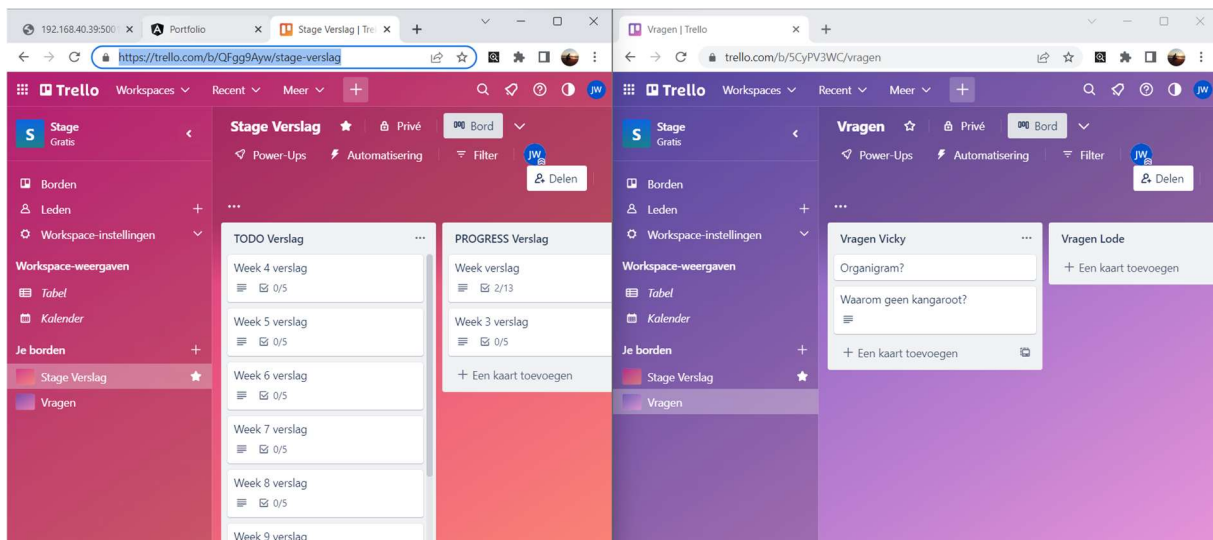 192.168.40.39:500
Portfolio
Stage Verslag | Trel
https://trello.com/b/QFgg9Ayw/stage-verslag
Trello Workspaces Recent Meer
JW
S Stage
Gratis
Stage Verslag Privé Bord
Power-Ups Automatisering Filter JW
Delen
Borden
Leden
Workspace-instellingen
Workspace-weergaven
Tabel
Kalender
Je borden
Stage Verslag
Vragen
...
TODO Verslag ...
Week 4 verslag
0/5
Week 5 verslag
0/5
Week 6 verslag
0/5
Week 7 verslag
0/5
Week 8 verslag
0/5
Week 9 verslag
PROGRESS Verslag
Week verslag
2/13
Week 3 verslag
0/5
+ Een kaart toevoegen
Vragen | Trello
trello.com/b/5CyPV3WC/vragen
Trello Workspaces Recent Meer
JW
S Stage
Gratis
Vragen Privé Bord
Power-Ups Automatisering Filter JW
Delen
Borden
Leden
Workspace-instellingen
Workspace-weergaven
Tabel
Kalender
Je borden
Stage Verslag
Vragen
...
Vragen Vicky ...
Organigram?
Waarom geen kangaroot?
+ Een kaart toevoegen
Vragen Lode
+ Een kaart toevoegen